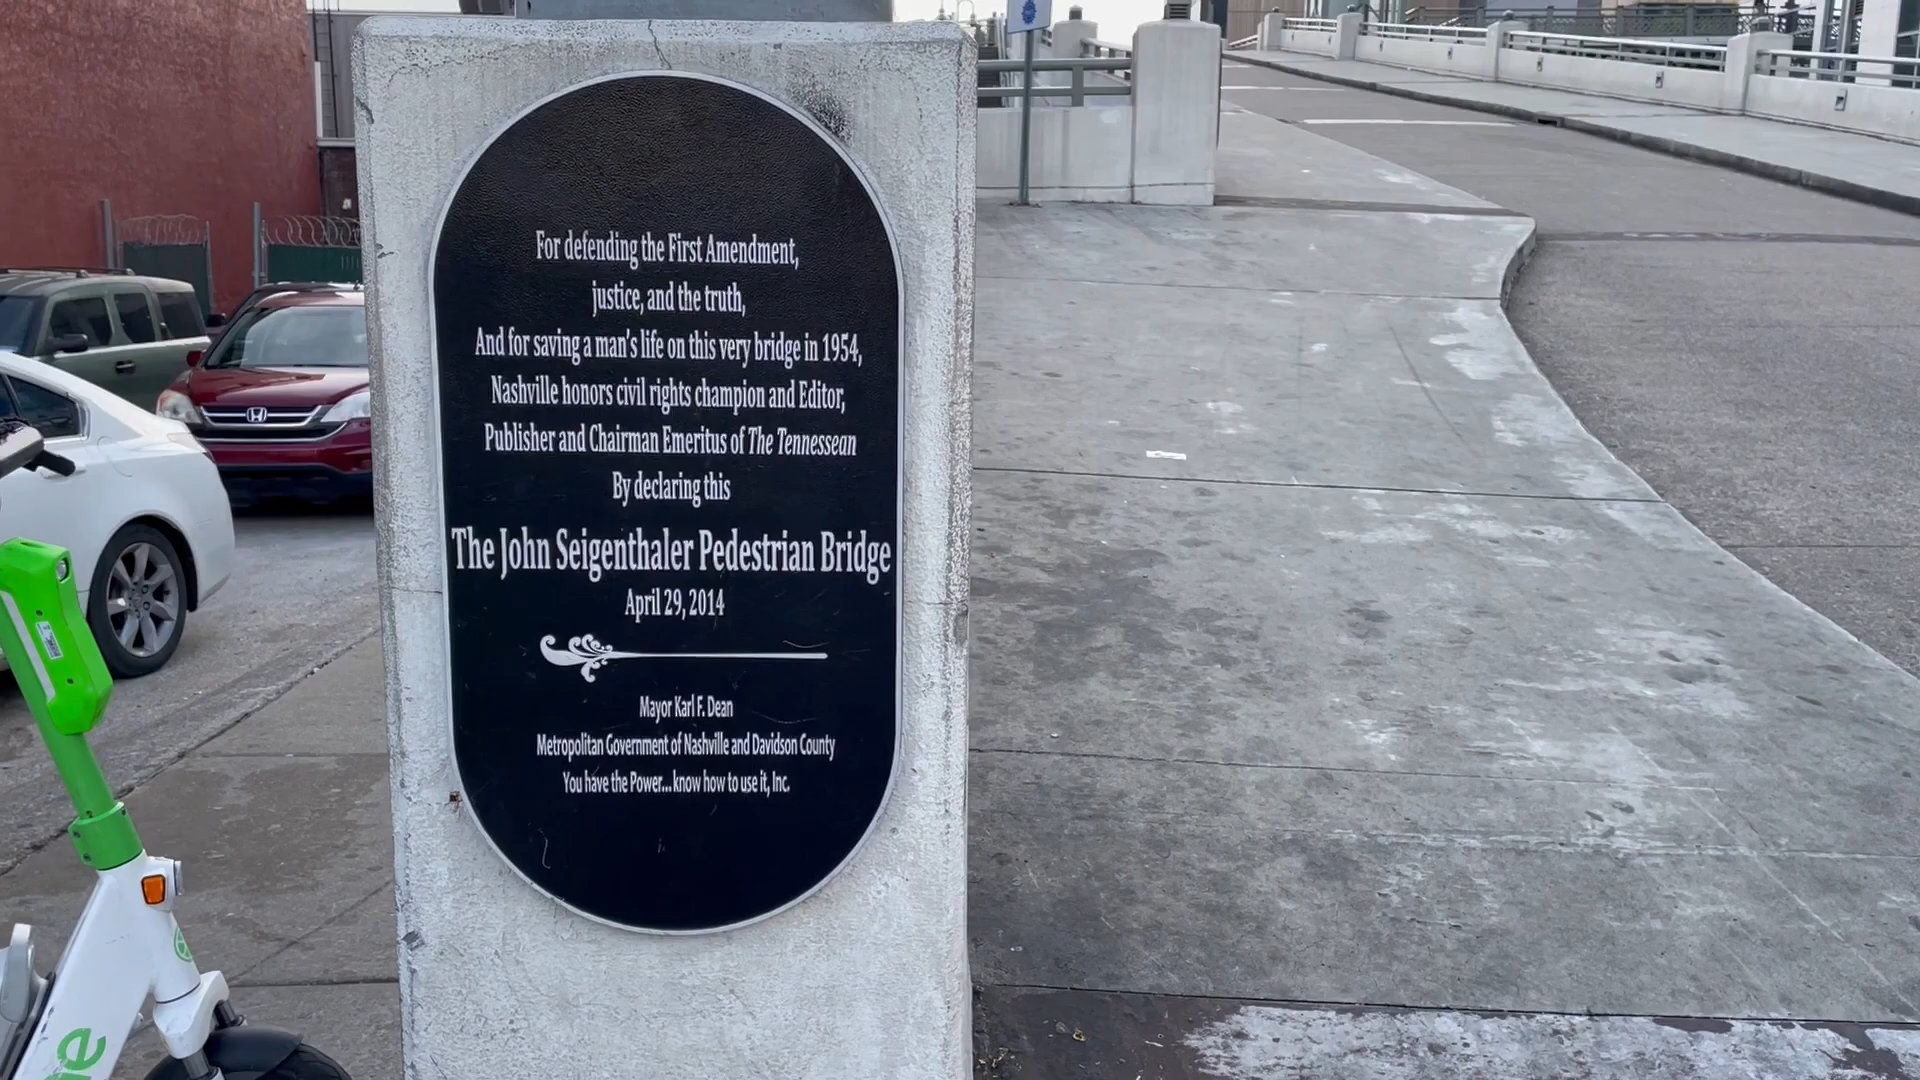 For defending the First Amendment,
justice, and the truth,
And for saving a man's life on this very bridge in 1954,
Nashville honors civil rights champion and Editor,
Publisher and Chairman Emeritus of The Tennessean
By declaring this
The John Seigenthaler Pedestrian Bridge
April 29, 2014
Mayor Karl F. Dean
Metropolitan Government of Nashville and Davidson County
You have the Power...know how to use it, Inc.